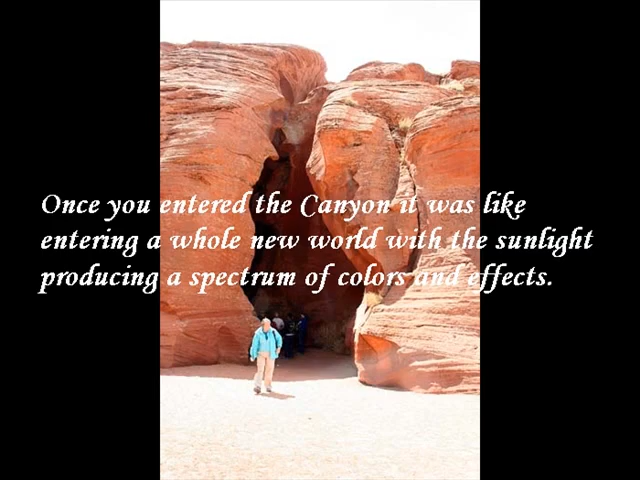 Once you entered the Canyon it was like
entering a whole new world with the sunlight
producing a spectrum of colors and effects.